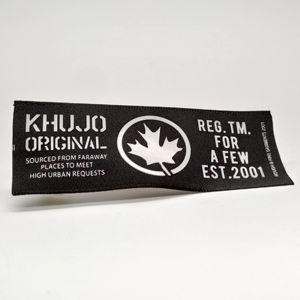 KHUJO
ORIGINAL
SOURCED FROM FARAWAY
PLACES TO MEET
HIGH URBAN REQUESTS
REG. TM.
FOR
A FEW
EST.2001